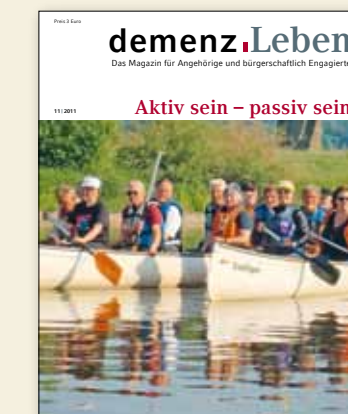 Preis 3 Euro
demenz.Leben
Das Magazin für Angehörige und bürgerschaftlich Engagierte
11|2011
Aktiv sein – passiv sein